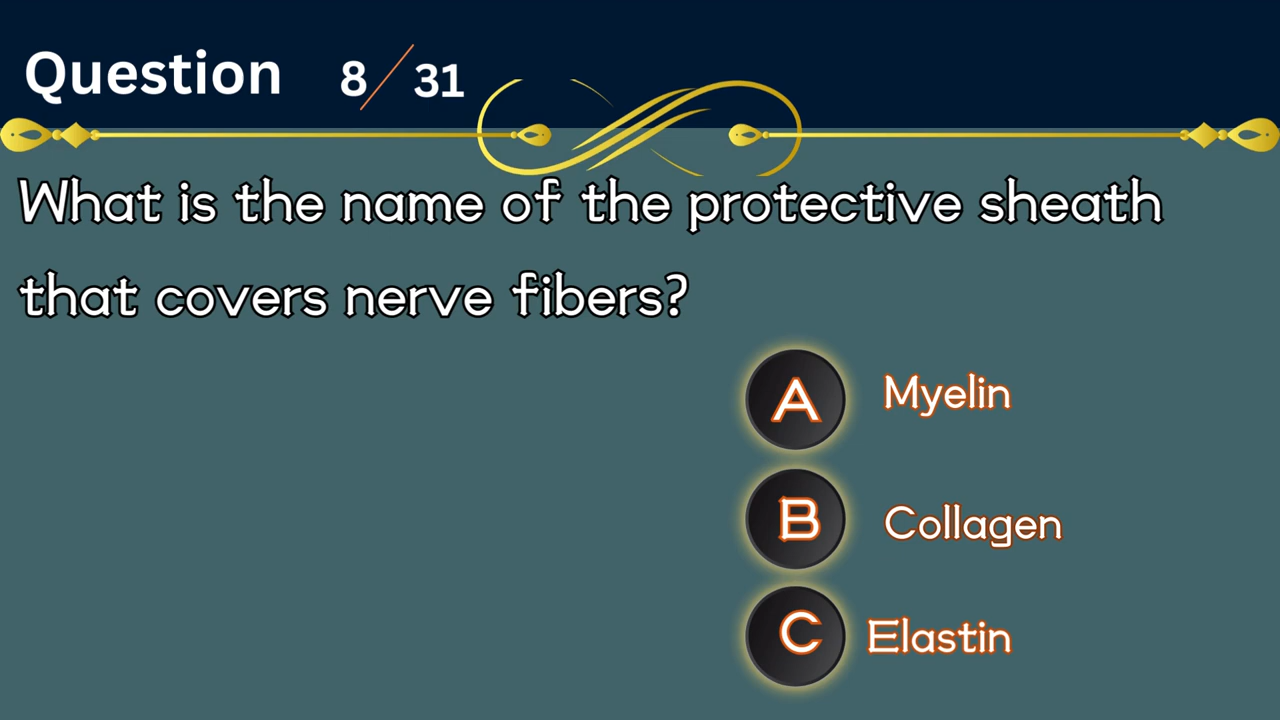 Question 8/31
What is the name of the protective sheath
that covers nerve fibers?
A Myelin
B Collagen
C Elastin